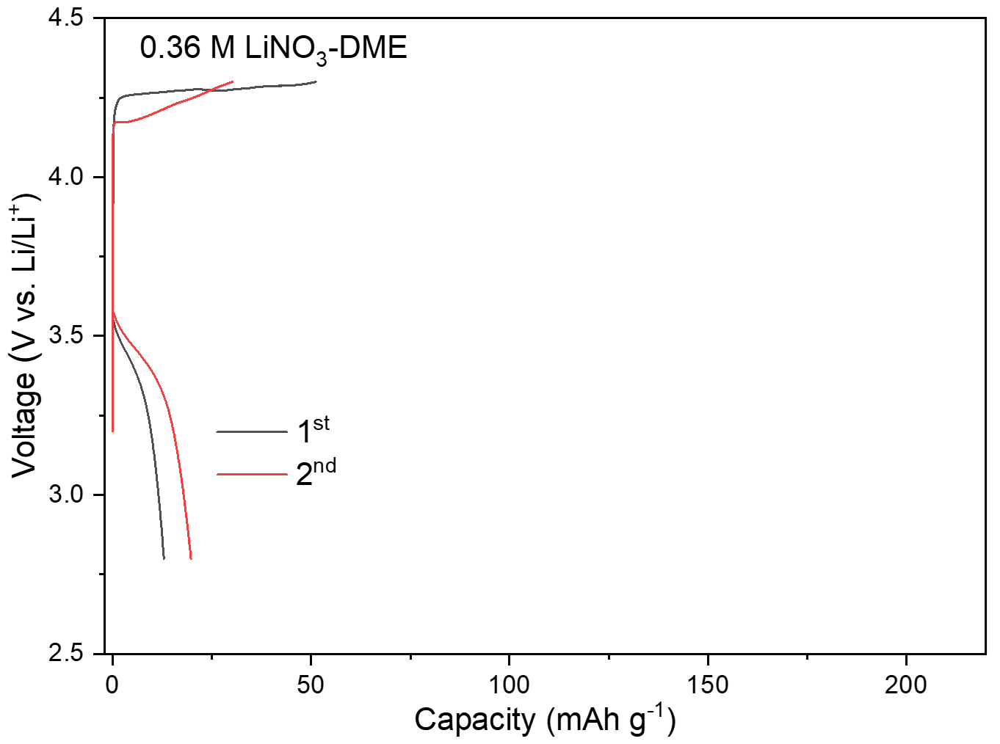 0.36 M LiNO₃-DME
4.5
4.0
3.5
3.0
2.5
Voltage (V vs. Li/Li⁺)
1ˢᵗ
2ⁿᵈ
0 50 100 150 200
Capacity (mAh g⁻¹)